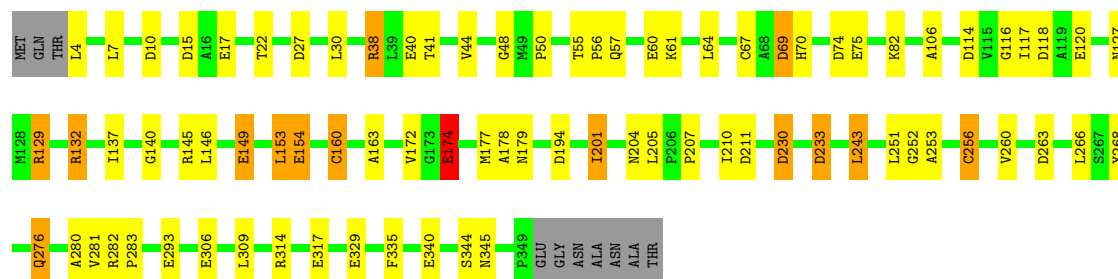 MET GLN THR L4 L7 D10 D15 A16 E17 T22 D27 L30 R38 L39 E40 T41 V44 G48 M49 P50 T55 P56 Q57 E60 K61 L64 C67 A68 D69 H70 D74 E75 K82 A106 D114 V115 G116 I117 D118 A119 E120 N127
M128 R129 R132 I137 G140 R145 L146 E149 L153 E154 C160 A163 V172 G173 E174 M177 A178 N179 D194 I201 N204 L205 P206 P207 I210 D211 D230 D233 L243 L251 G252 A253 C256 V260 D263 L266 S267
Q276 A280 V281 R282 P283 E293 E306 L309 R314 E317 E329 F335 E340 S344 N345 P349 GLU GLY ASN ALA ASN ALA THR